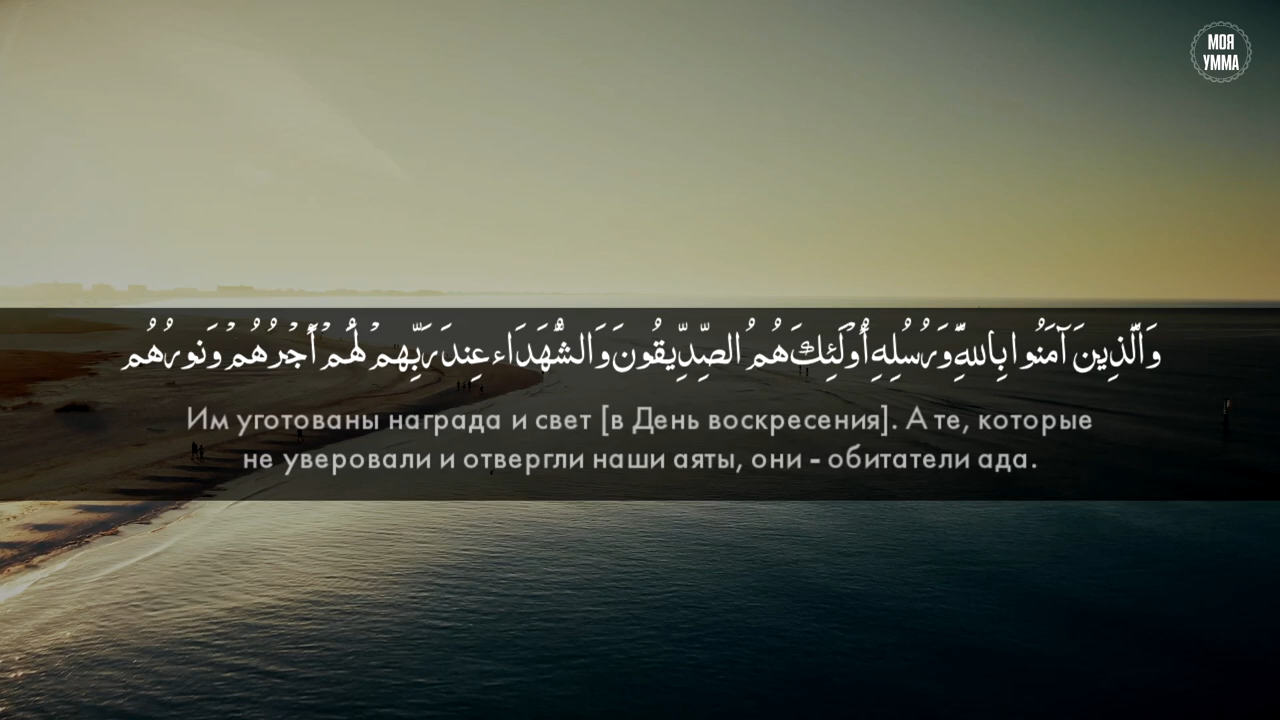 МОЯ
УММА
وَالَّذِينَ آمَنُوا بِاللَّهِ وَرُسُلِهِ أُوْلَئِكَ هُمُ الصِّدِّيقُونَ وَالشُّهَدَاء عِندَ رَبِّهِمْ لَهُمْ أَجْرُهُمْ وَنُورُهُمْ
Им уготованы награда и свет [в День воскресения]. А те, которые
не уверовали и отвергли наши аяты, они - обитатели ада.